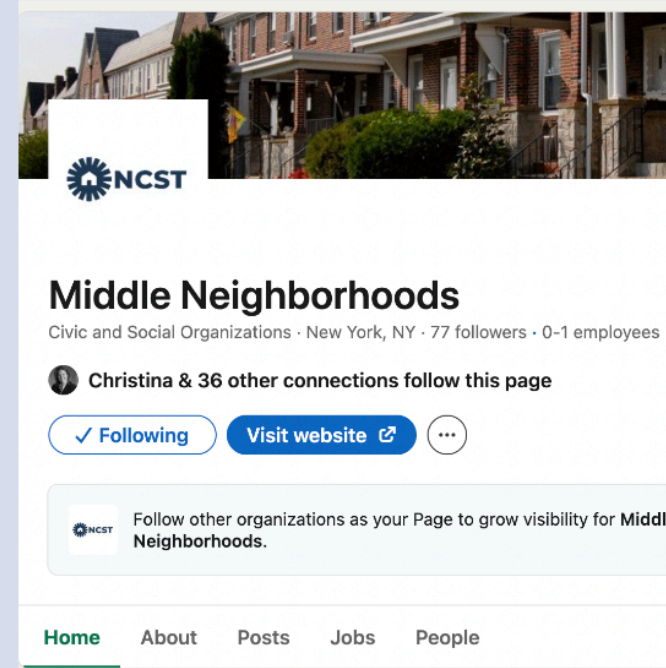 NCST
Middle Neighborhoods
Civic and Social Organizations · New York, NY · 77 followers · 0-1 employees
Christina & 36 other connections follow this page
✓ Following
Visit website
NCST
Follow other organizations as your Page to grow visibility for Middl
Neighborhoods.
Home About Posts Jobs People